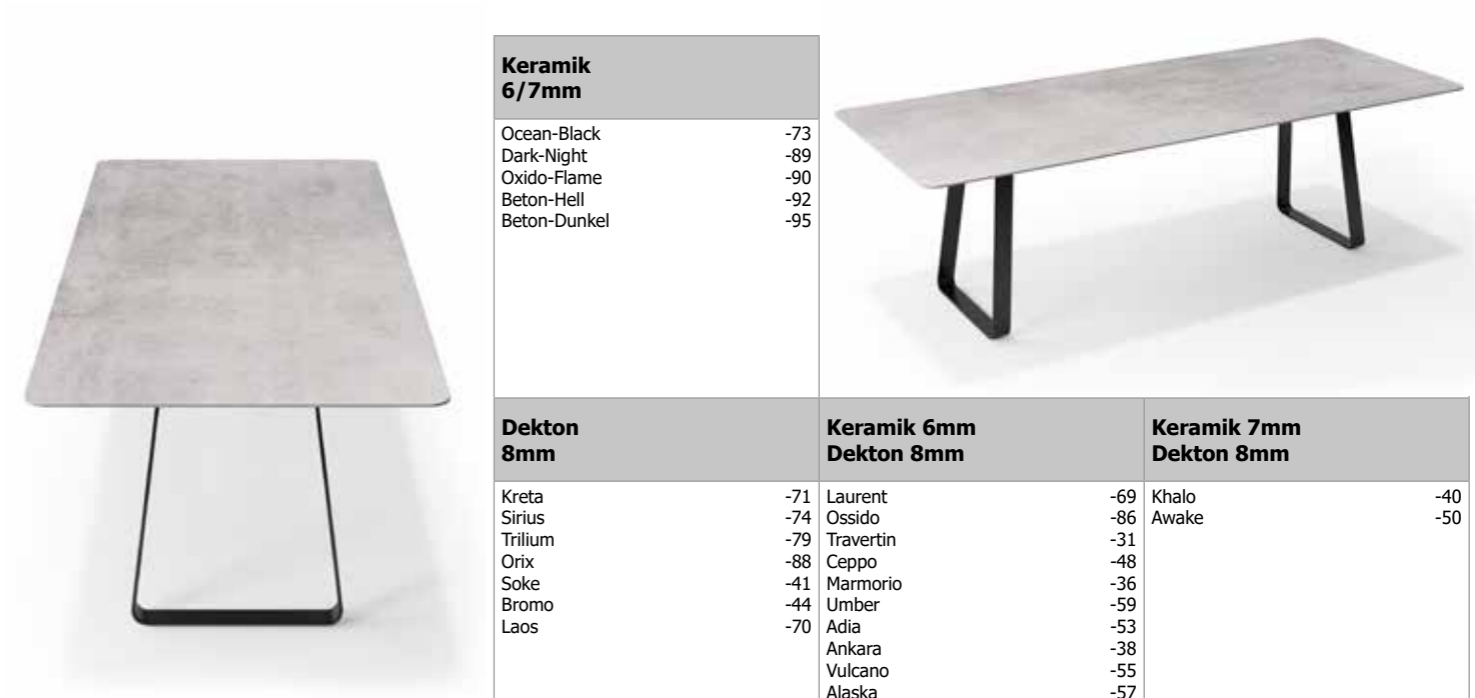 Keramik
6/7mm
Ocean-Black -73
Dark-Night -89
Oxido-Flame -90
Beton-Hell -92
Beton-Dunkel -95
Dekton
8mm
Kreta -71
Sirius -74
Trilium -79
Orix -88
Soke -41
Bromo -44
Laos -70
Keramik 6mm
Dekton 8mm
Laurent -69
Ossido -86
Travertin -31
Ceppo -48
Marmorio -36
Umber -59
Adia -53
Ankara -38
Vulcano -55
Alaska -57
Keramik 7mm
Dekton 8mm
Khalo -40
Awake -50